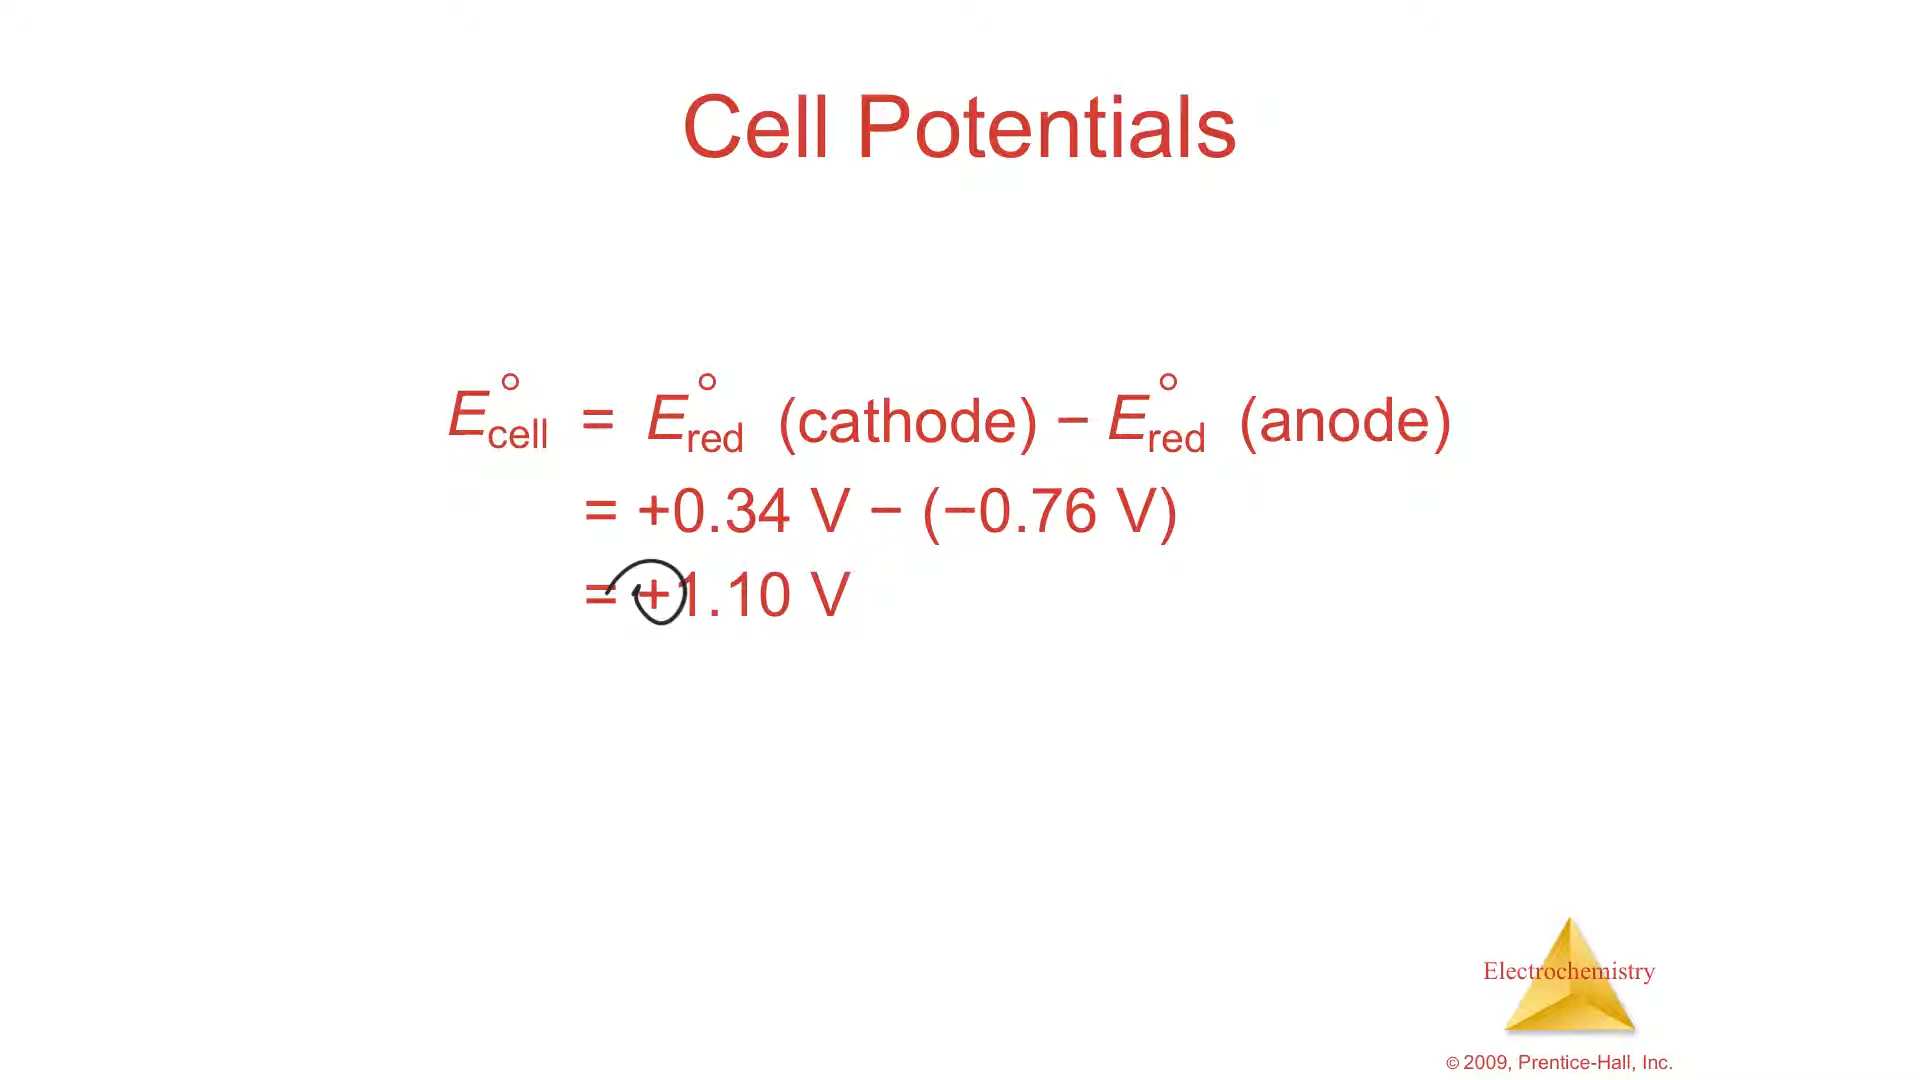 Cell Potentials
E°cell = E°red (cathode) − E°red (anode)
= +0.34 V − (−0.76 V)
= +1.10 V
Electrochemistry
© 2009, Prentice-Hall, Inc.